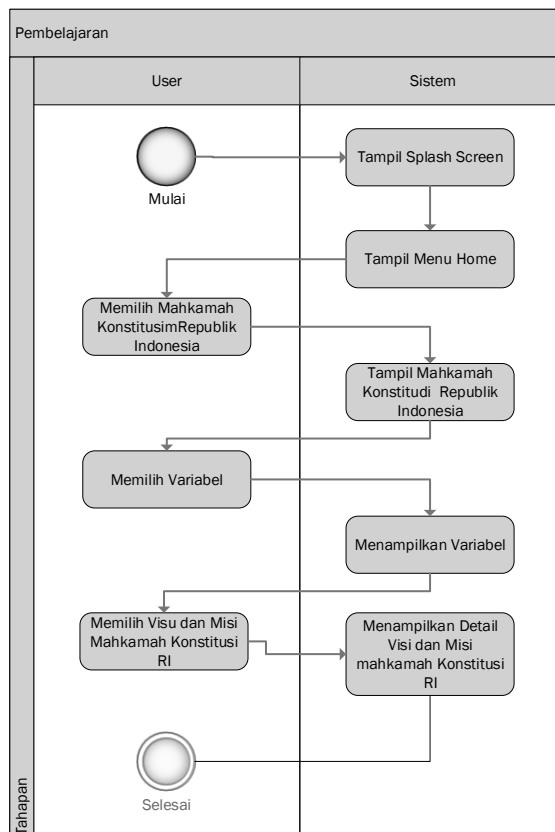 Pembelajaran
User
Sistem
Tampil Splash Screen
Mulai
Tampil Menu Home
Memilih Mahkamah
KonstitusimRepublik
Indonesia
Tampil Mahkamah
Konstitudi  Republik
Indonesia
Memilih Variabel
Menampilkan Variabel
Memilih Visu dan Misi
Mahkamah Konstitusi
RI
Menampilkan Detail
Visi dan Misi
mahkamah Konstitusi
RI
Selesai
Tahapan